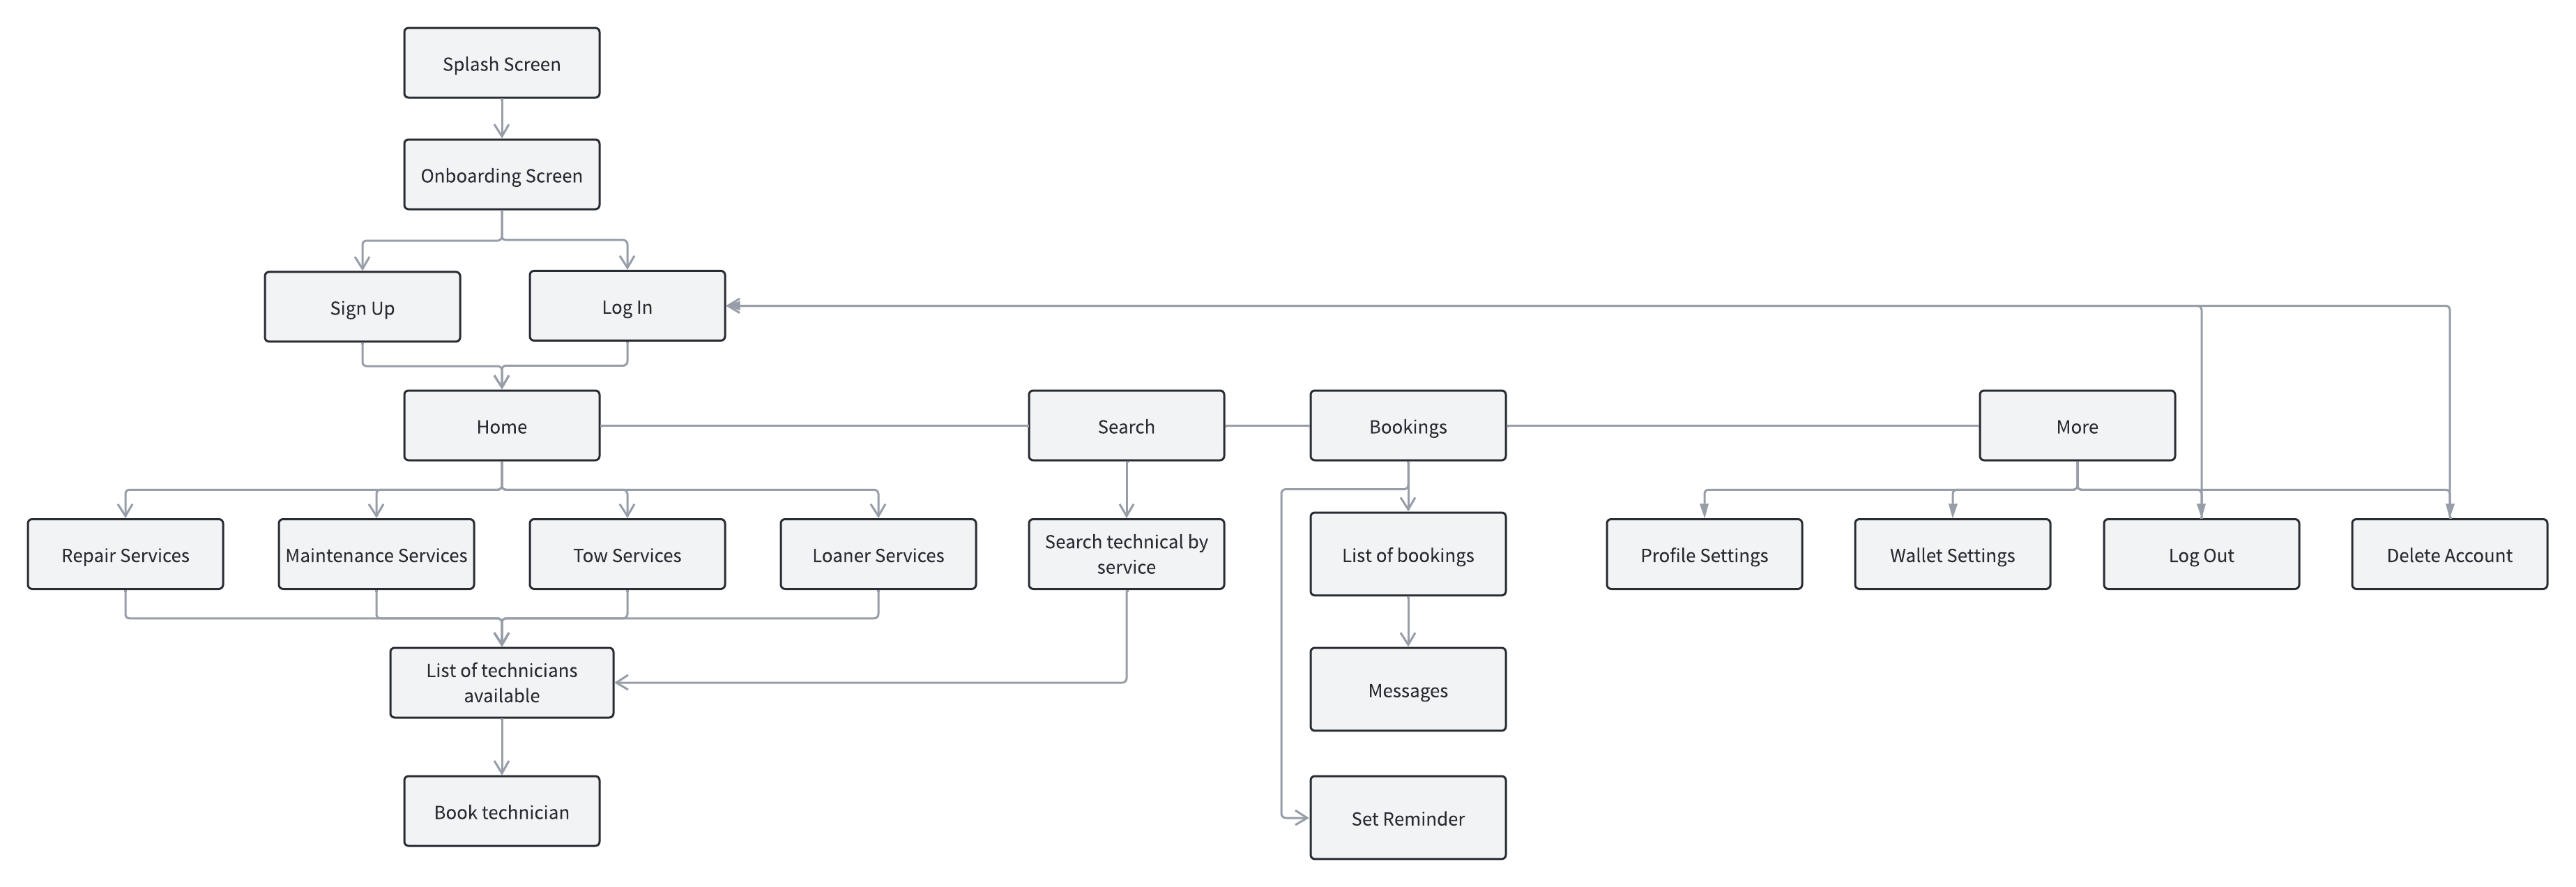 Splash Screen
Onboarding Screen
Sign Up
Log In
Home
Search
Bookings
More
Repair Services
Maintenance Services
Tow Services
Loaner Services
Search technical by
service
List of bookings
Profile Settings
Wallet Settings
Log Out
Delete Account
List of technicians
available
Messages
Book technician
Set Reminder